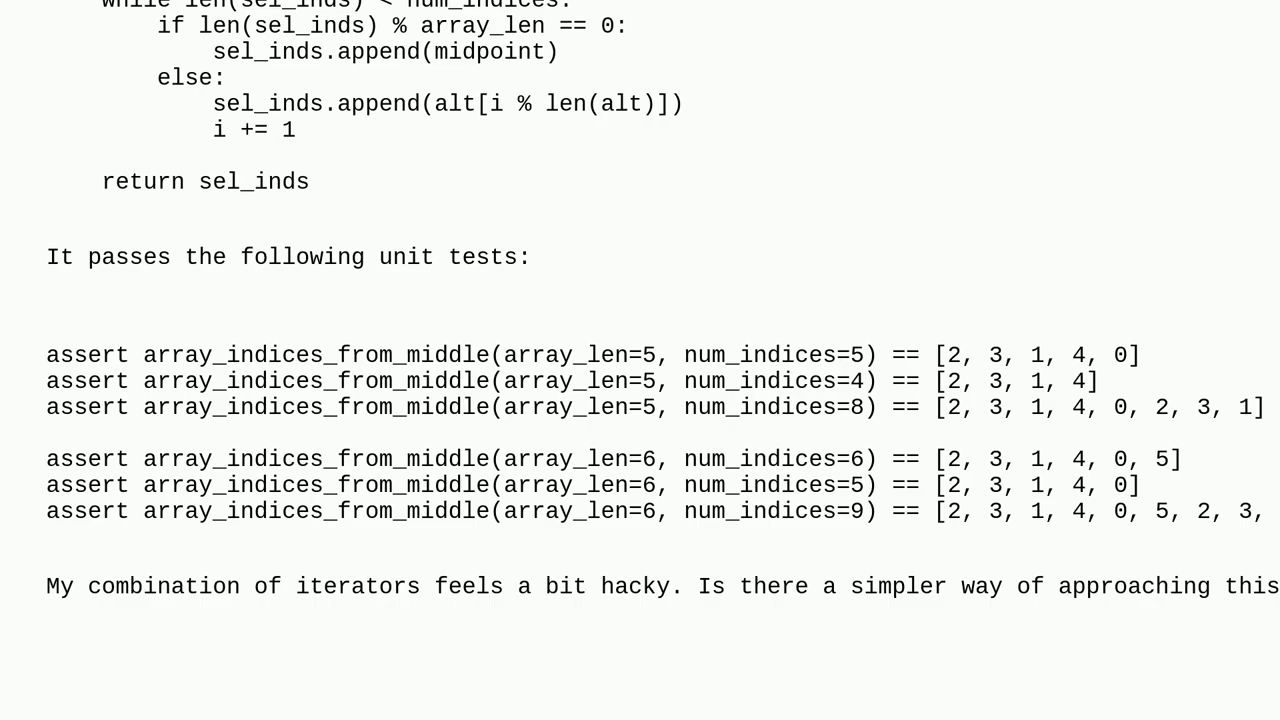 while len(sel_inds) < num_indices:
        if len(sel_inds) % array_len == 0:
            sel_inds.append(midpoint)
        else:
            sel_inds.append(alt[i % len(alt)])
            i += 1
    return sel_inds
It passes the following unit tests:
assert array_indices_from_middle(array_len=5, num_indices=5) == [2, 3, 1, 4, 0]
assert array_indices_from_middle(array_len=5, num_indices=4) == [2, 3, 1, 4]
assert array_indices_from_middle(array_len=5, num_indices=8) == [2, 3, 1, 4, 0, 2, 3, 1]
assert array_indices_from_middle(array_len=6, num_indices=6) == [2, 3, 1, 4, 0, 5]
assert array_indices_from_middle(array_len=6, num_indices=5) == [2, 3, 1, 4, 0]
assert array_indices_from_middle(array_len=6, num_indices=9) == [2, 3, 1, 4, 0, 5, 2, 3,
My combination of iterators feels a bit hacky. Is there a simpler way of approaching this